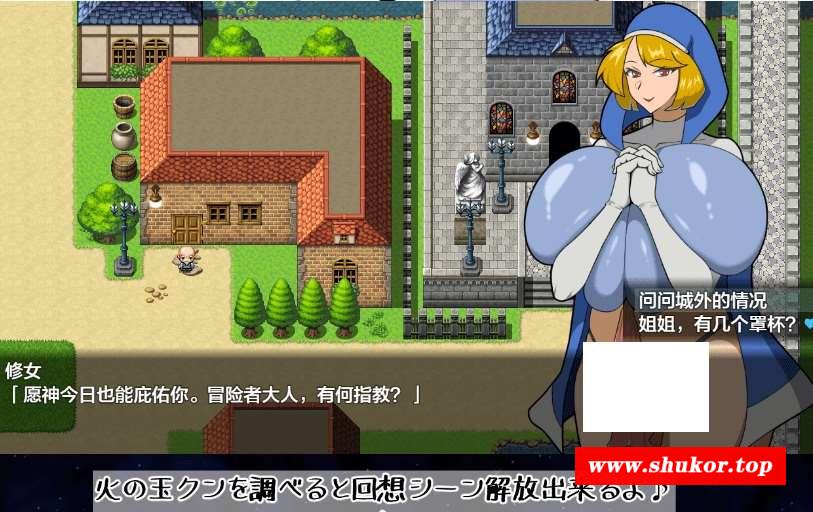 问问城外的情况
姐姐，有几个罩杯？
修女
「愿神今日也能庇佑你。冒险者大人，有何指教？」
www.shukor.top
火の玉クンを調べると回想シーン解放出来るよ♪